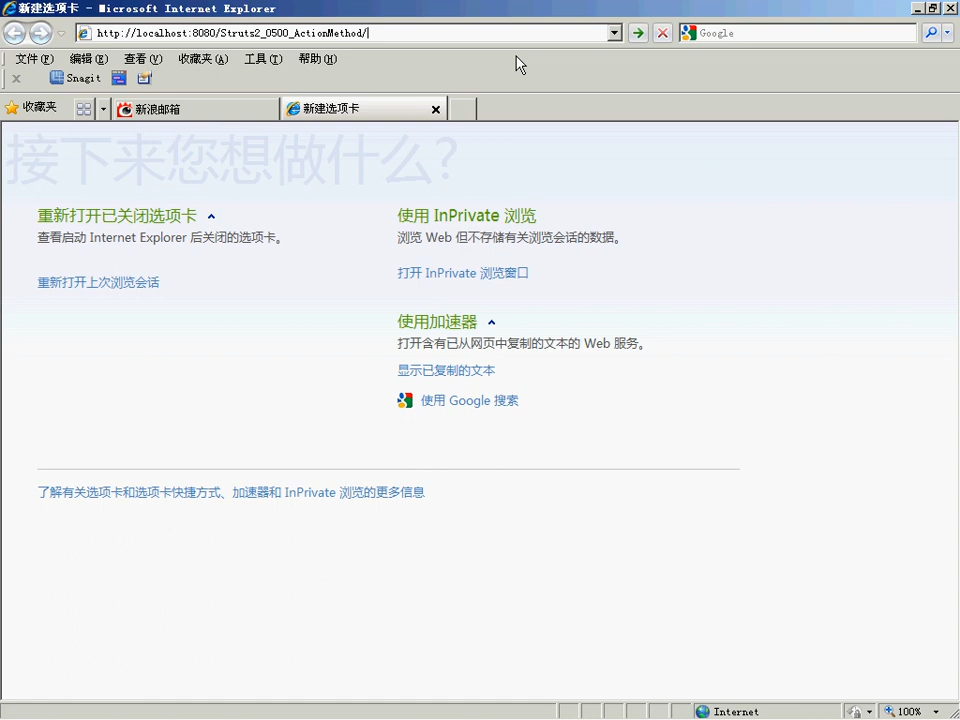 新建选项卡 - Microsoft Internet Explorer
http://localhost:8080/Struts2_0500_ActionMethod/
Google
文件(F) 编辑(E) 查看(V) 收藏夹(A) 工具(T) 帮助(H)
Snagit
收藏夹
新浪邮箱
新建选项卡
接下来您想做什么?
重新打开已关闭选项卡
查看启动 Internet Explorer 后关闭的选项卡。
重新打开上次浏览会话
使用 InPrivate 浏览
浏览 Web 但不存储有关浏览会话的数据。
打开 InPrivate 浏览窗口
使用加速器
打开含有已从网页中复制的文本的 Web 服务。
显示已复制的文本
使用 Google 搜索
了解有关选项卡和选项卡快捷方式、加速器和 InPrivate 浏览的更多信息
Internet
100%